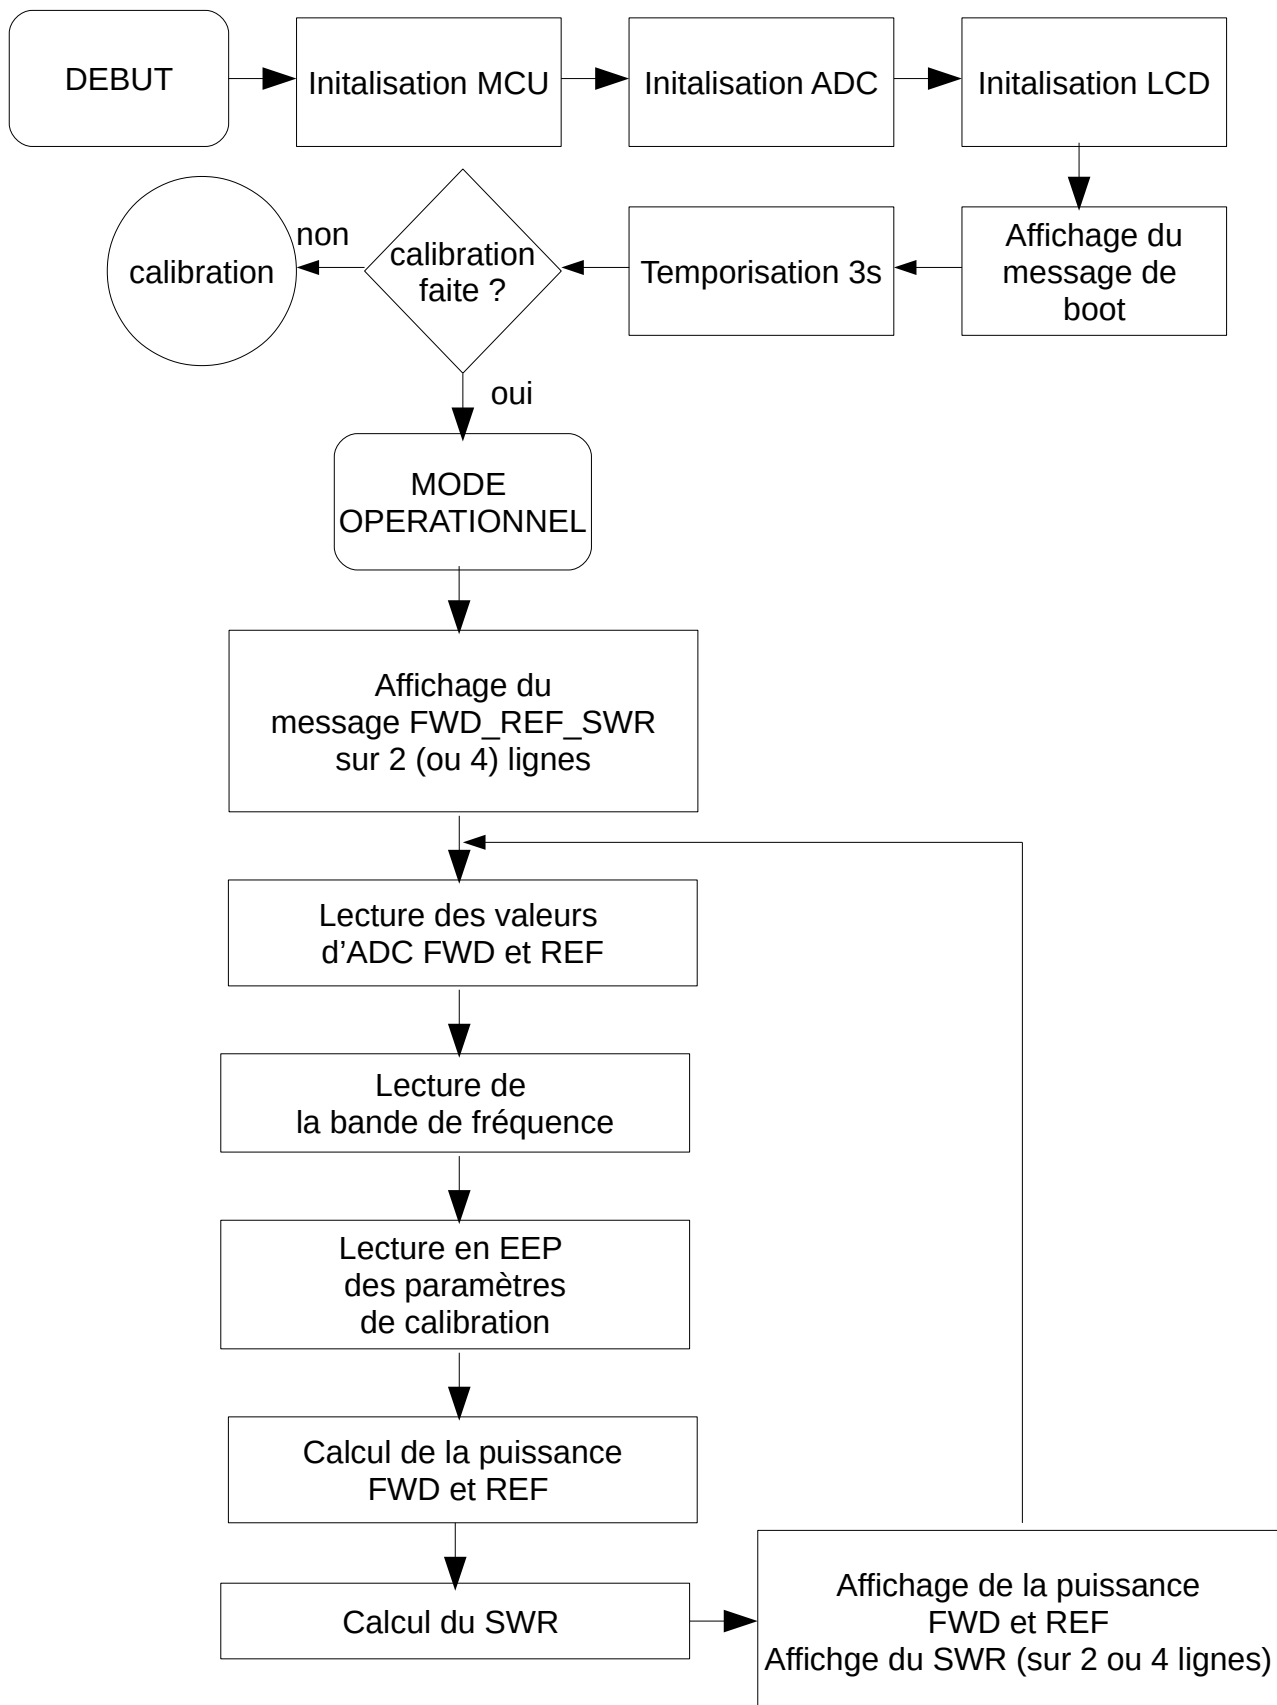 DEBUT
Initalisation MCU
Initalisation ADC
Initalisation LCD
Affichage du
message de
boot
Temporisation 3s
calibration
faite ?
non
calibration
oui
MODE
OPERATIONNEL
Affichage du
message FWD_REF_SWR
sur 2 (ou 4) lignes
Lecture des valeurs
d’ADC FWD et REF
Lecture de
la bande de fréquence
Lecture en EEP
des paramètres
de calibration
Calcul de la puissance
FWD et REF
Calcul du SWR
Affichage de la puissance
FWD et REF
Affichge du SWR (sur 2 ou 4 lignes)